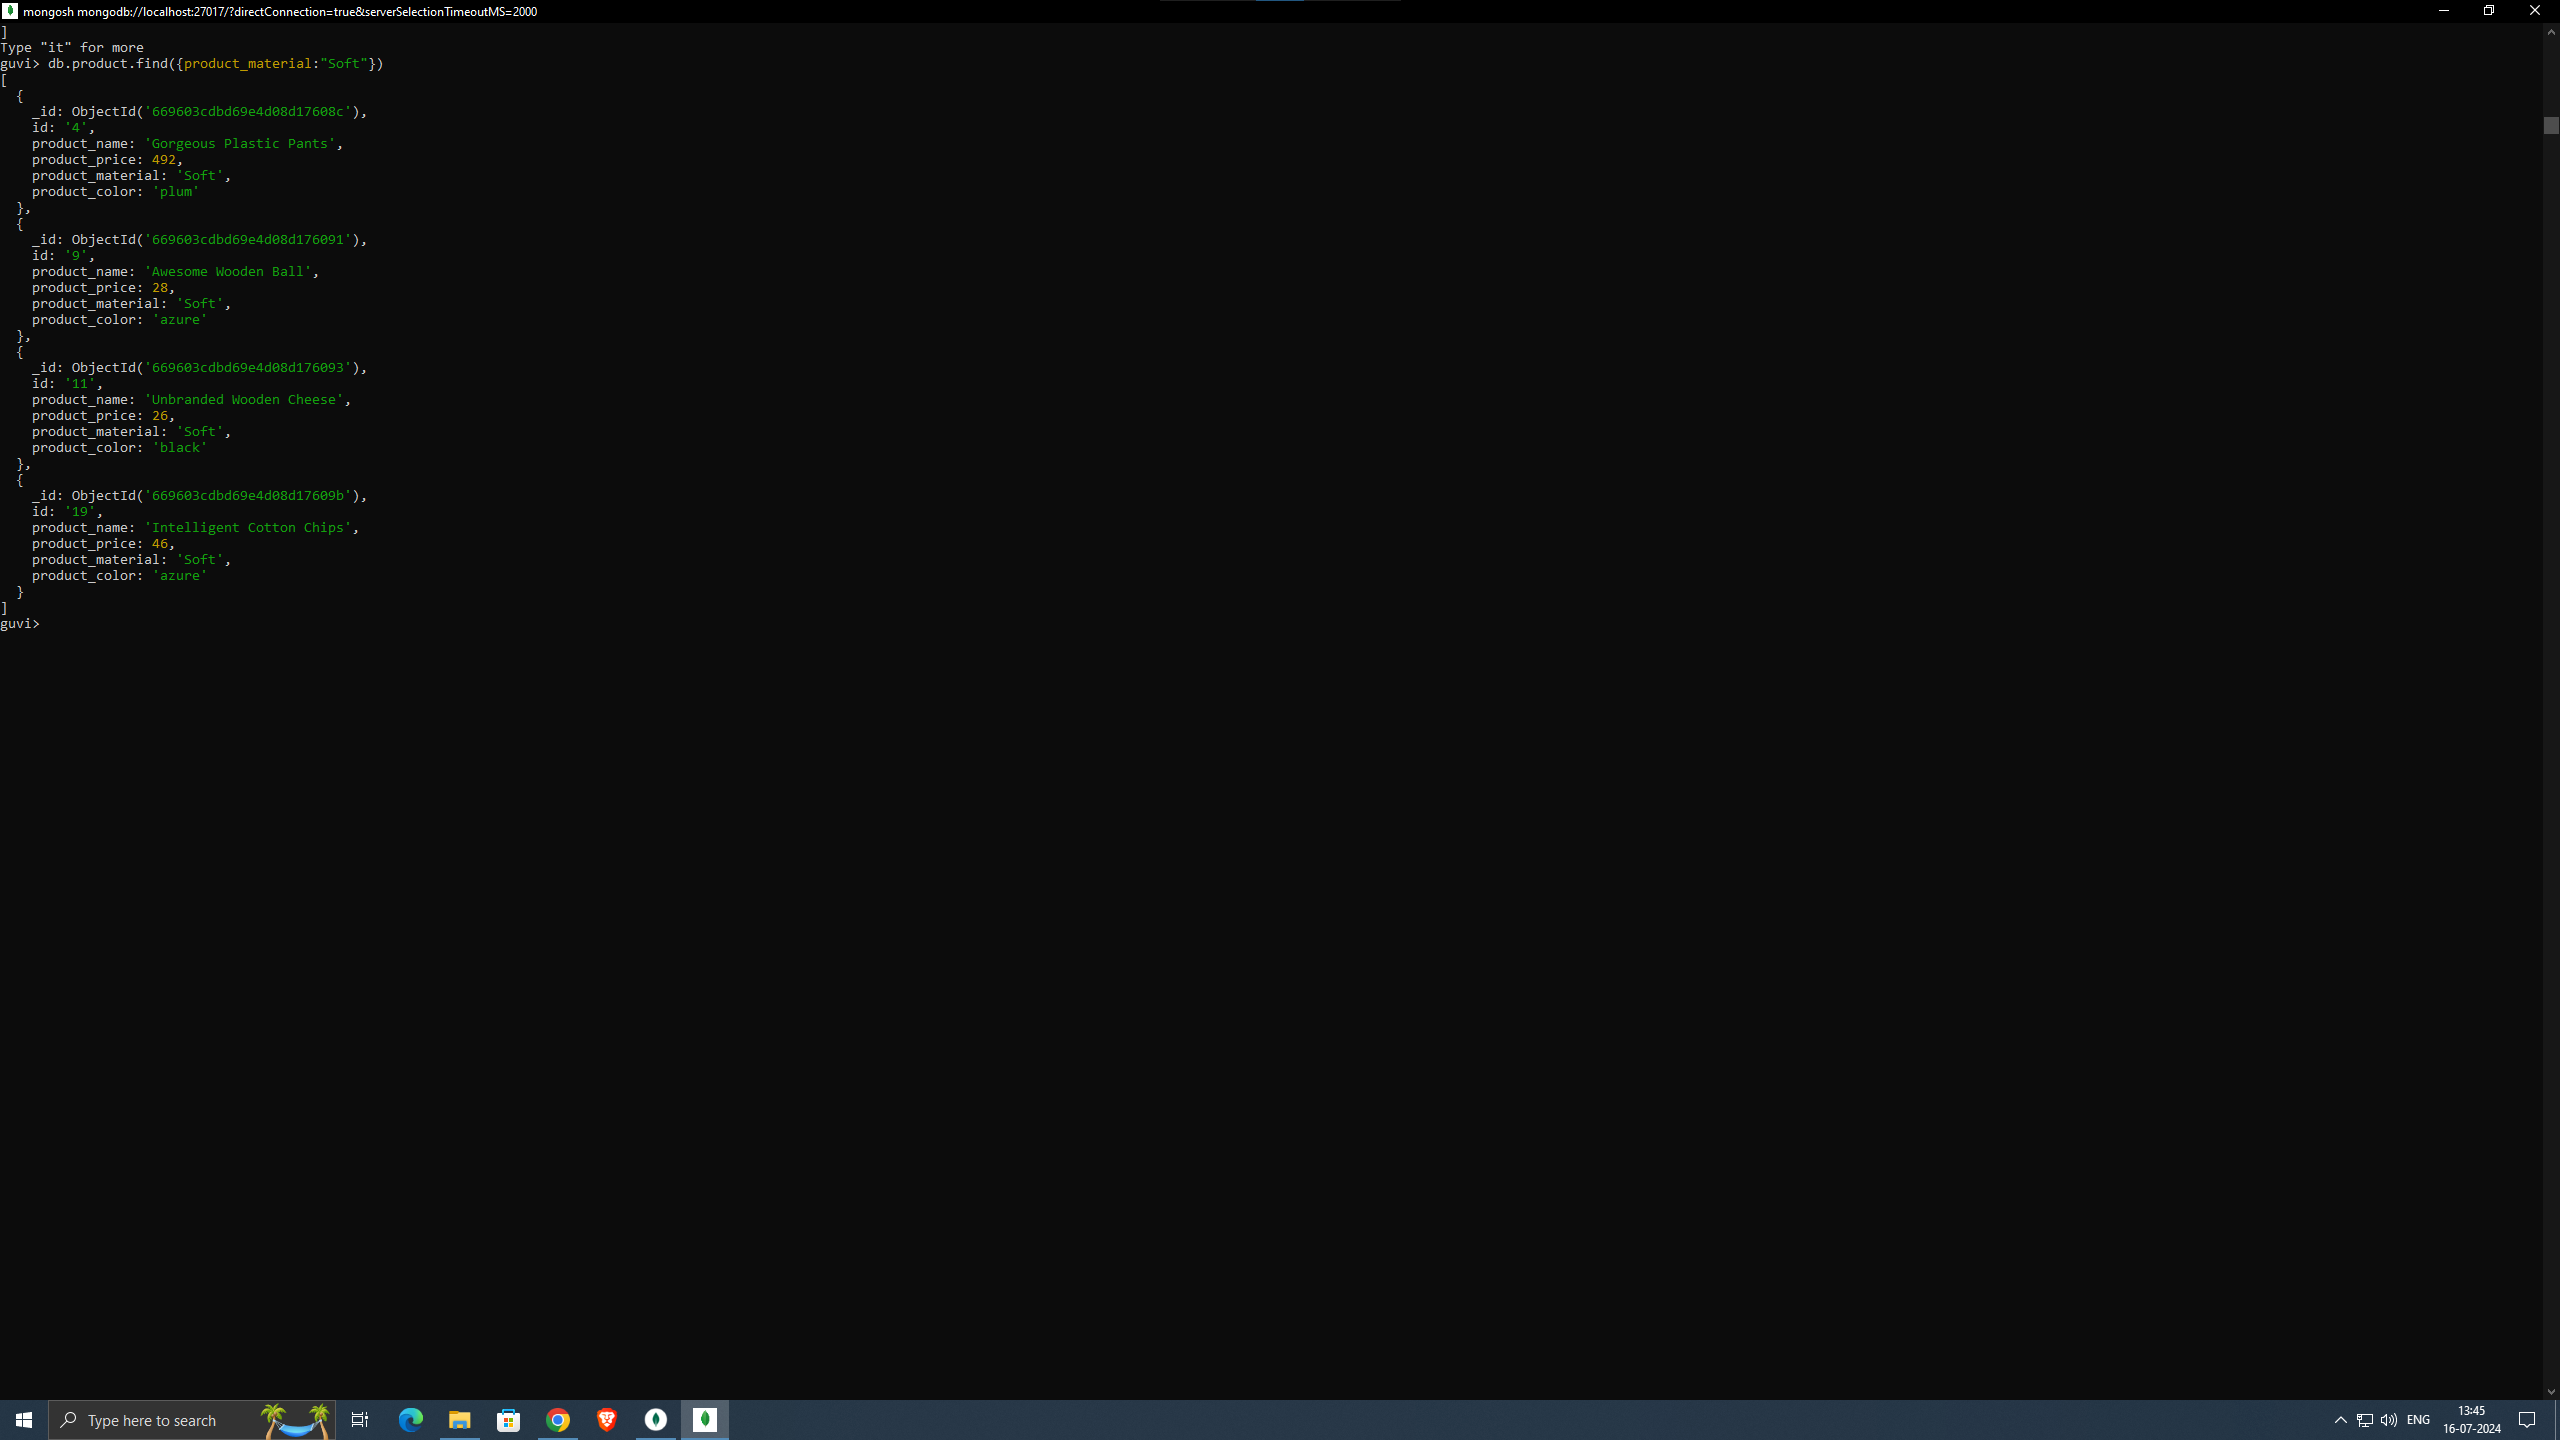 mongosh mongodb://localhost:27017/?directConnection=true&serverSelectionTimeoutMS=2000
]
Type "it" for more
guvi> db.product.find({product_material:"Soft"})
[
  {
    _id: ObjectId('669603cdbd69e4d08d17608c'),
    id: '4',
    product_name: 'Gorgeous Plastic Pants',
    product_price: 492,
    product_material: 'Soft',
    product_color: 'plum'
  },
  {
    _id: ObjectId('669603cdbd69e4d08d176091'),
    id: '9',
    product_name: 'Awesome Wooden Ball',
    product_price: 28,
    product_material: 'Soft',
    product_color: 'azure'
  },
  {
    _id: ObjectId('669603cdbd69e4d08d176093'),
    id: '11',
    product_name: 'Unbranded Wooden Cheese',
    product_price: 26,
    product_material: 'Soft',
    product_color: 'black'
  },
  {
    _id: ObjectId('669603cdbd69e4d08d17609b'),
    id: '19',
    product_name: 'Intelligent Cotton Chips',
    product_price: 46,
    product_material: 'Soft',
    product_color: 'azure'
  }
]
guvi>
Type here to search
ENG
13:45
16-07-2024